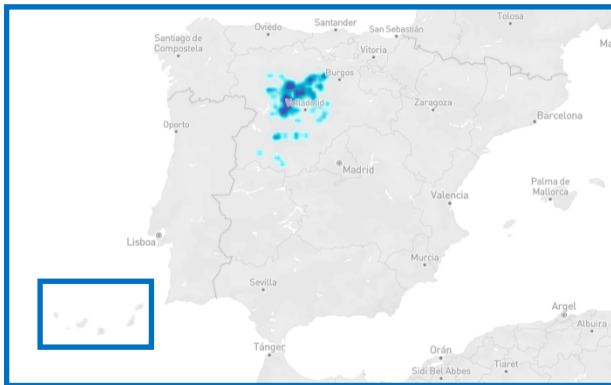 Tolosa
Oviedo
Santander
San Sebastián
Santiago de
Compostela
Vitoria
Ma
Burgos
Valladolid
Zaragoza
Barcelona
Oporto
Madrid
Palma de
Mallorca
Valencia
Lisboa
Murcia
Sevilla
Argel
Albuira
Tánger
Orán
Sidi Bel Abbes
Tiaret